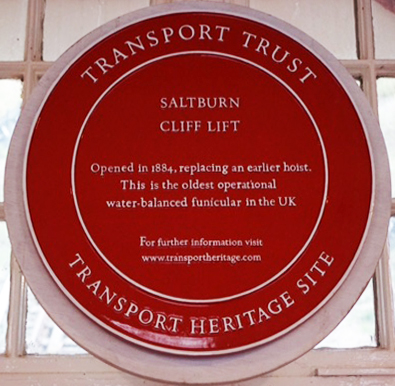 TRANSPORT TRUST
SALTBURN
CLIFF LIFT
Opened in 1884, replacing an earlier hoist.
This is the oldest operational
water-balanced funicular in the UK
For further information visit
www.transportheritage.com
TRANSPORT HERITAGE SITE